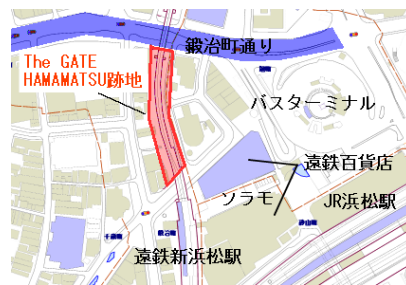 鍛冶町通り
The GATE
HAMAMATSU跡地
バスターミナル
遠鉄百貨店
ソラモ
JR浜松駅
遠鉄新浜松駅